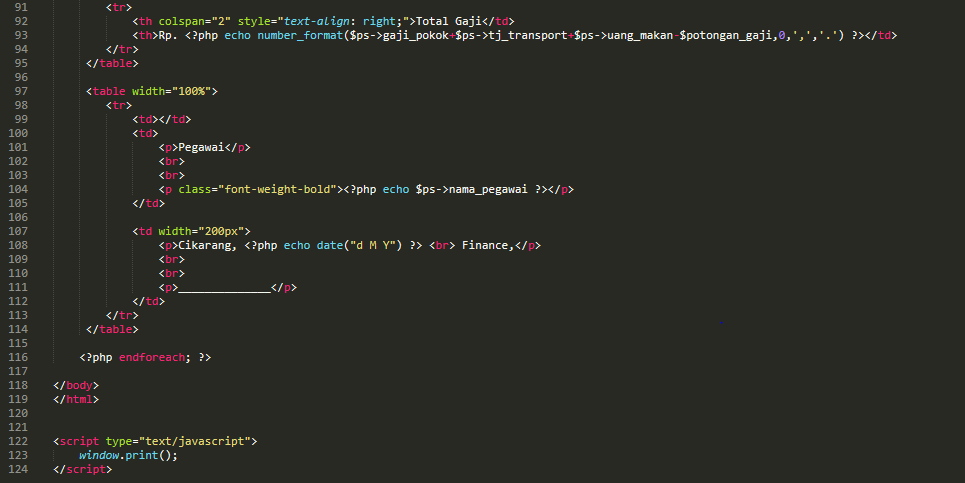 91 <tr>
92 <th colspan="2" style="text-align: right;">Total Gaji</td>
93 <th>Rp. <?php echo number_format($ps->gaji_pokok+$ps->tj_transport+$ps->uang_makan-$potongan_gaji,0,',','.') ?></td>
94 </tr>
95 </table>
96
97 <table width="100%">
98 <tr>
99 <td></td>
100 <td>
101 <p>Pegawai</p>
102 <br>
103 <br>
104 <p class="font-weight-bold"><?php echo $ps->nama_pegawai ?></p>
105 </td>
106
107 <td width="200px">
108 <p>Cikarang, <?php echo date("d M Y") ?> <br> Finance,</p>
109 <br>
110 <br>
111 <p>______________</p>
112 </td>
113 </tr>
114 </table>
115
116 <?php endforeach; ?>
117
118 </body>
119 </html>
120
121
122 <script type="text/javascript">
123 window.print();
124 </script>